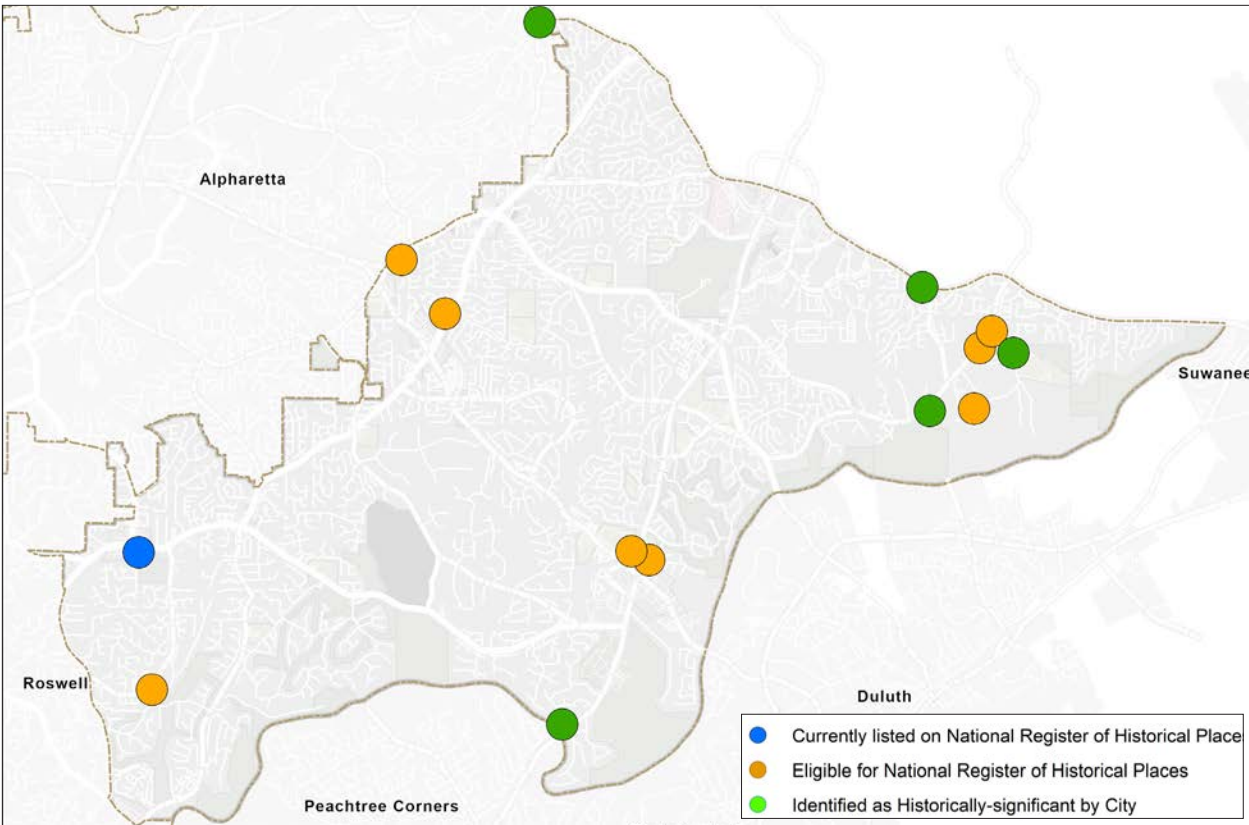 Alpharetta
Suwanee
Roswell
Duluth
Peachtree Corners
Currently listed on National Register of Historical Place
Eligible for National Register of Historical Places
Identified as Historically-significant by City